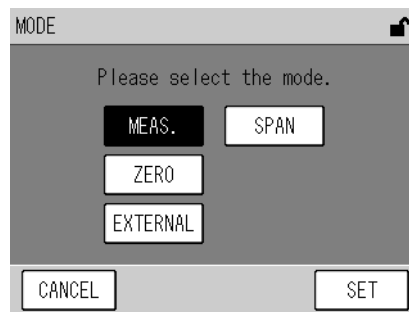 MODE
Please select the mode.
MEAS. SPAN
ZERO
EXTERNAL
CANCEL SET